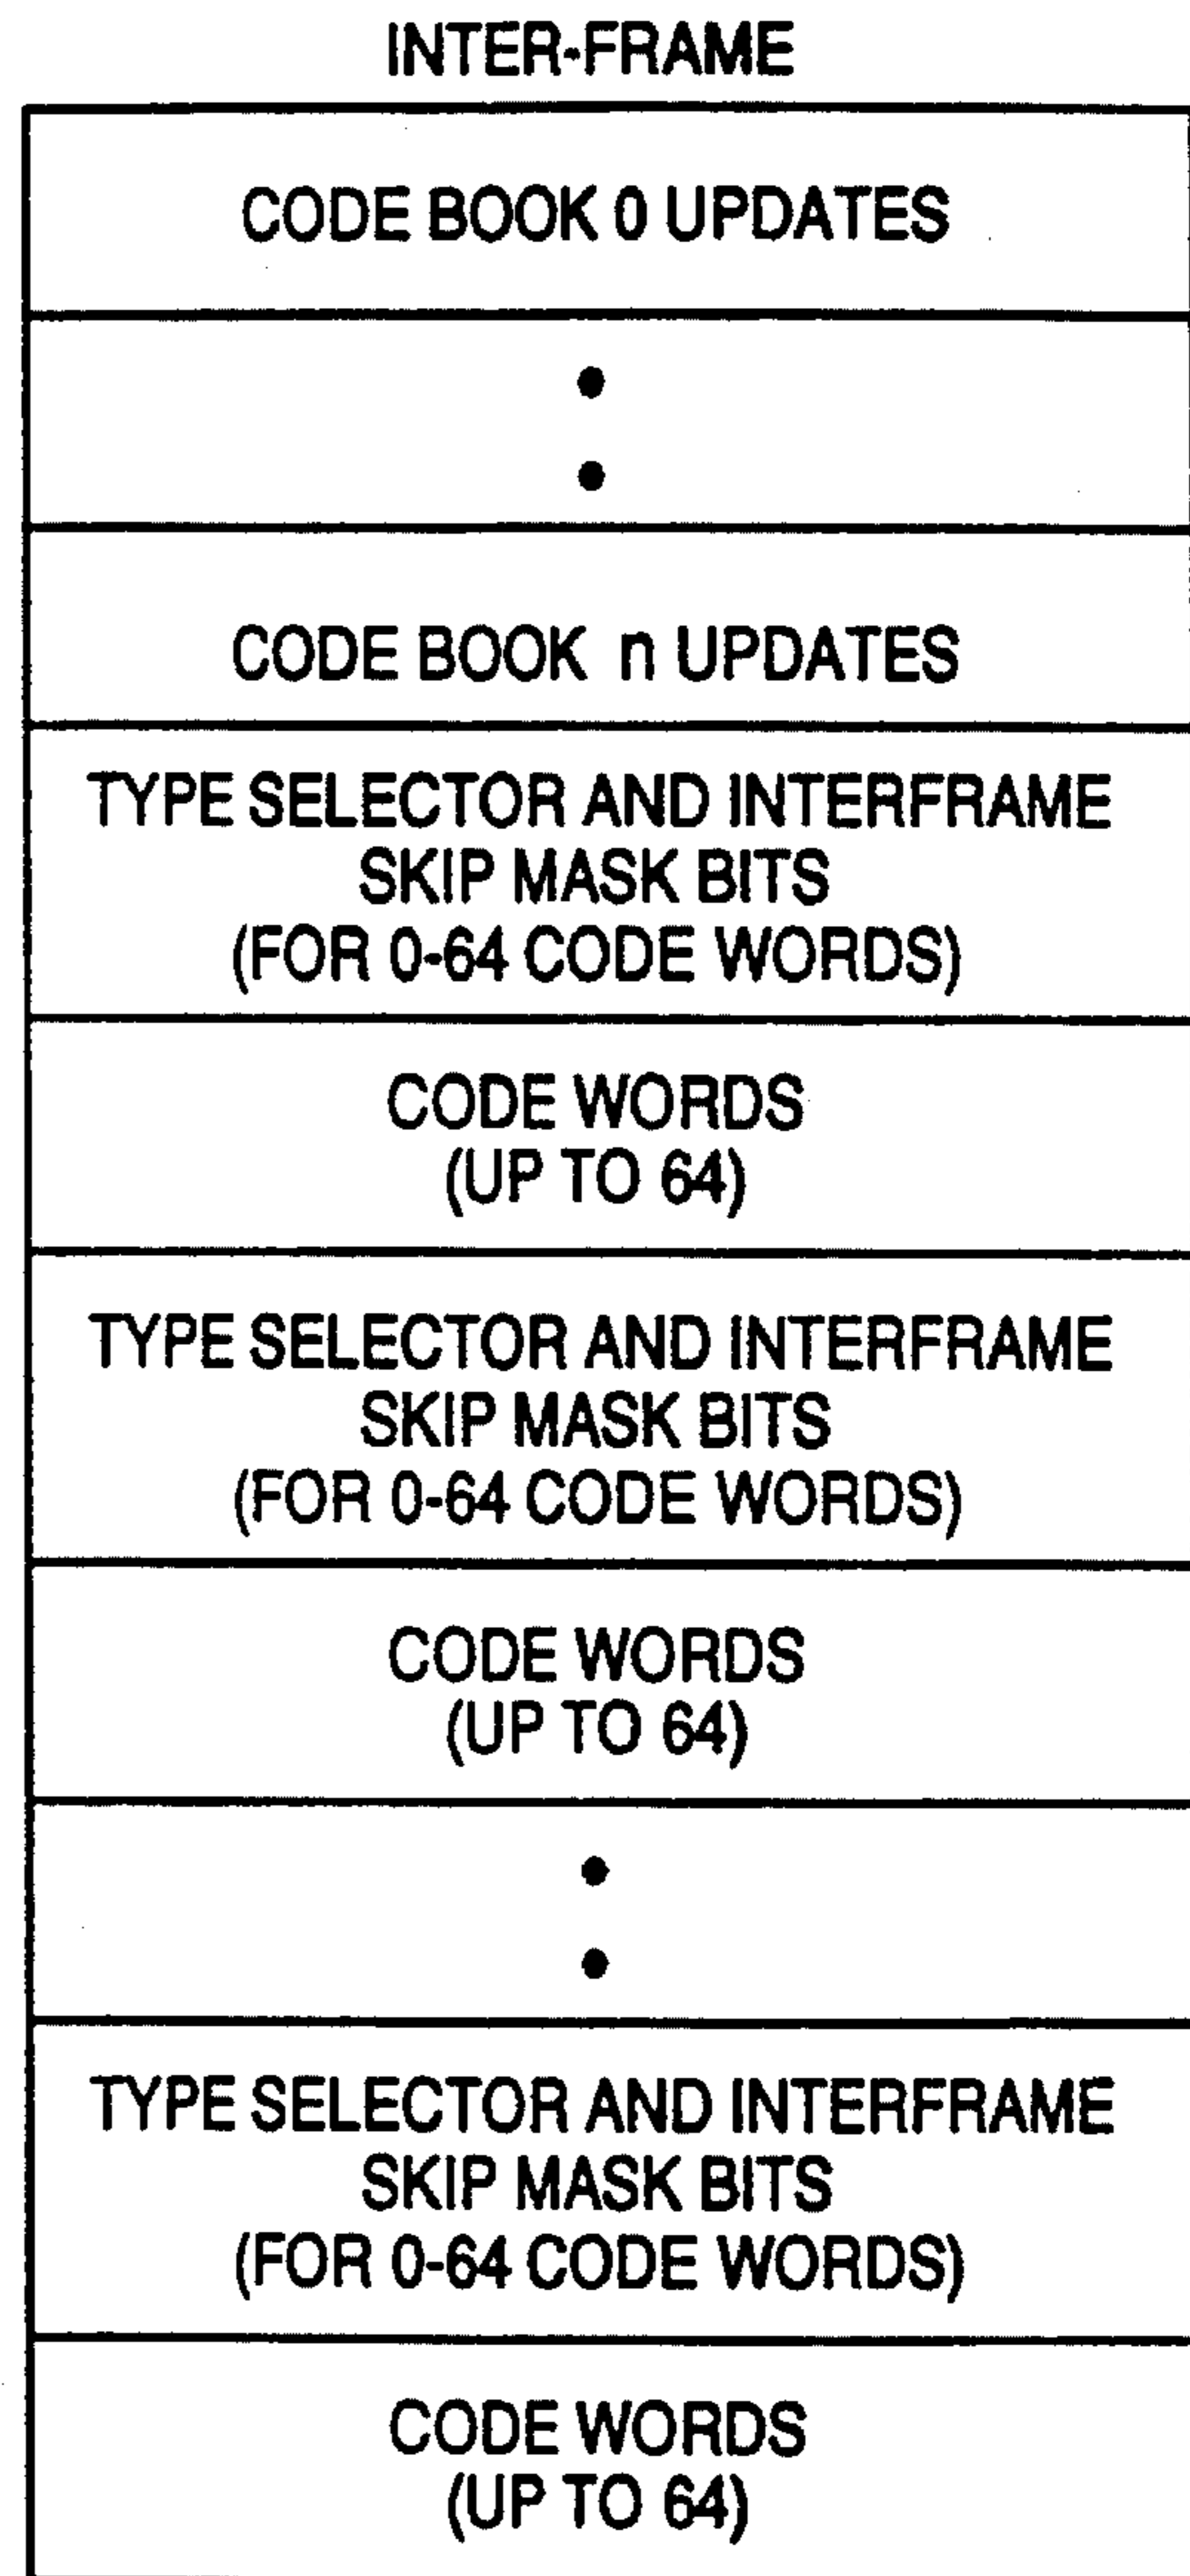 INTER-FRAME
CODE BOOK 0 UPDATES
CODE BOOK n UPDATES
TYPE SELECTOR AND INTERFRAME
SKIP MASK BITS
(FOR 0-64 CODE WORDS)
CODE WORDS
(UP TO 64)
TYPE SELECTOR AND INTERFRAME
SKIP MASK BITS
(FOR 0-64 CODE WORDS)
CODE WORDS
(UP TO 64)
TYPE SELECTOR AND INTERFRAME
SKIP MASK BITS
(FOR 0-64 CODE WORDS)
CODE WORDS
(UP TO 64)